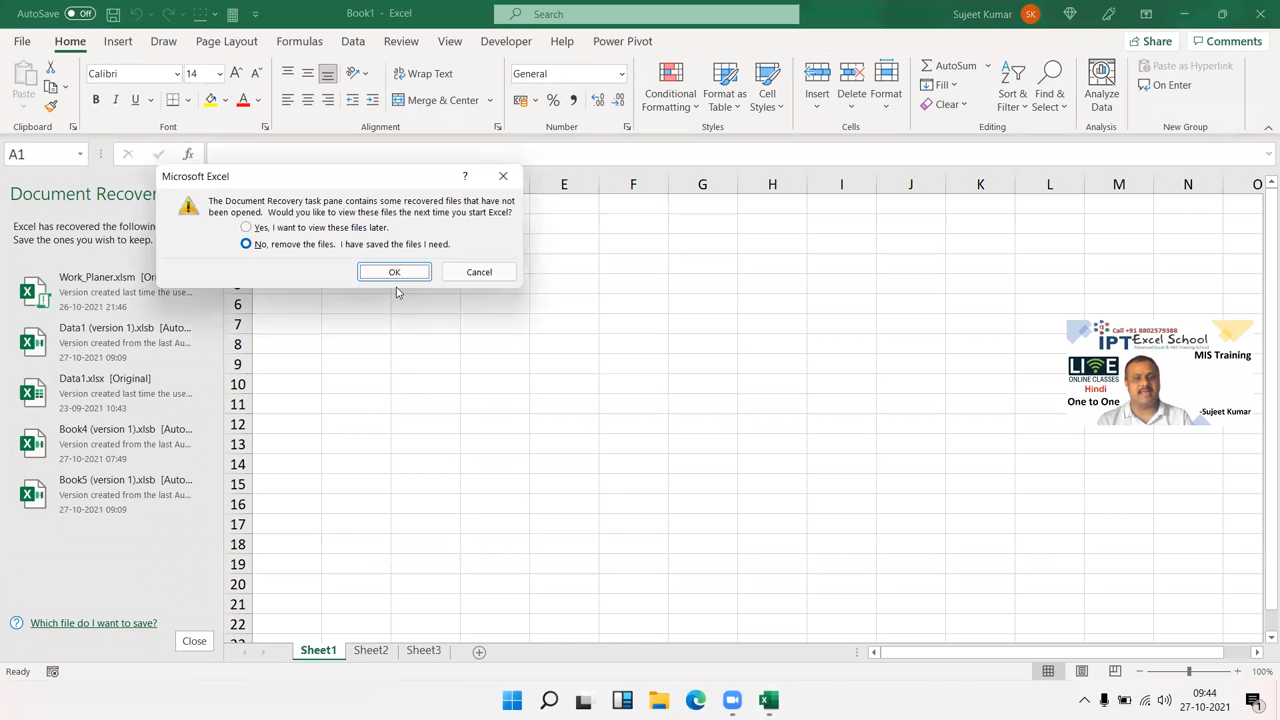 AutoSave Off Book1 - Excel Search Sujeet Kumar SK
File Home Insert Draw Page Layout Formulas Data Review View Developer Help Power Pivot Share Comments
Paste Calibri 14 Wrap Text General Conditional Formatting Format as Table Cell Styles Insert Delete Format AutoSum Sort & Filter Find & Select Analyze Data Paste as Hyperlink
B I U A Merge & Center % Fill On Enter
Clear
Clipboard Font Alignment Number Styles Cells Editing Analysis New Group
A1 fx
Microsoft Excel ?
The Document Recovery task pane contains some recovered files that have not
been opened. Would you like to view these files the next time you start Excel?
Yes, I want to view these files later.
No, remove the files. I have saved the files I need.
OK Cancel
Document Recover
Excel has recovered the followin
Save the ones you wish to keep.
Work_Planer.xlsm [Ori
Version created last time the use...
26-10-2021 21:46
Data1 (version 1).xlsb [Auto...
Version created from the last Au...
27-10-2021 09:09
Data1.xlsx [Original]
Version created last time the use...
23-09-2021 10:43
Book4 (version 1).xlsb [Auto...
Version created from the last Au...
27-10-2021 07:49
Book5 (version 1).xlsb [Auto...
Version created from the last Au...
27-10-2021 09:09
Which file do I want to save?
Close
E F G H I J K L M N O
6
7
8
9
10
11
12
13
14
15
16
17
18
19
20
21
22
Call +91 8802579388
IPT Excel School
Advanced Excel & MIS Training School
MIS Training
LIVE
ONLINE CLASSES
Hindi
One to One
-Sujeet Kumar
Sheet1 Sheet2 Sheet3
Ready 100%
09:44
27-10-2021
1